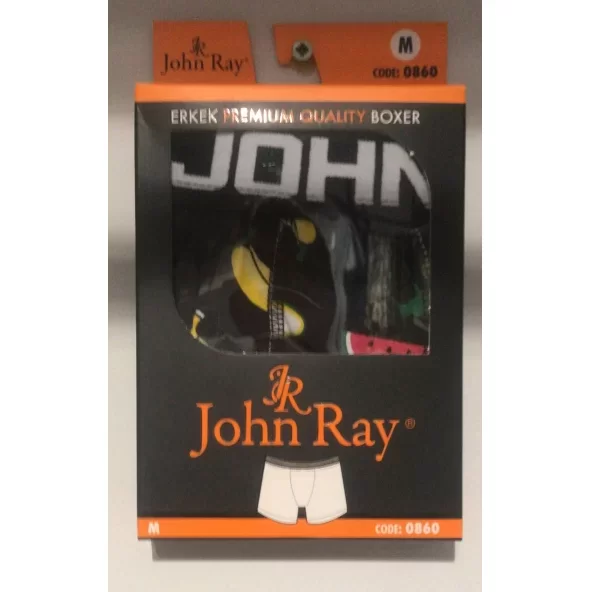 JR
John Ray®
M
CODE: 0860
ERKEK PREMIUM QUALITY BOXER
JOHN
JR
John Ray®
M
CODE: 0860